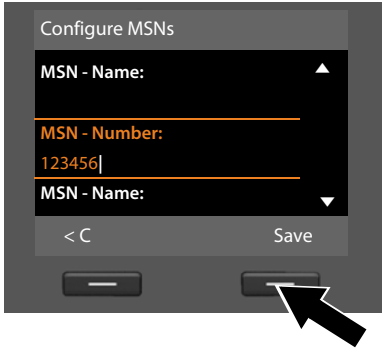 Configure MSNs
MSN - Name:
MSN - Number:
123456
MSN - Name:
< C Save